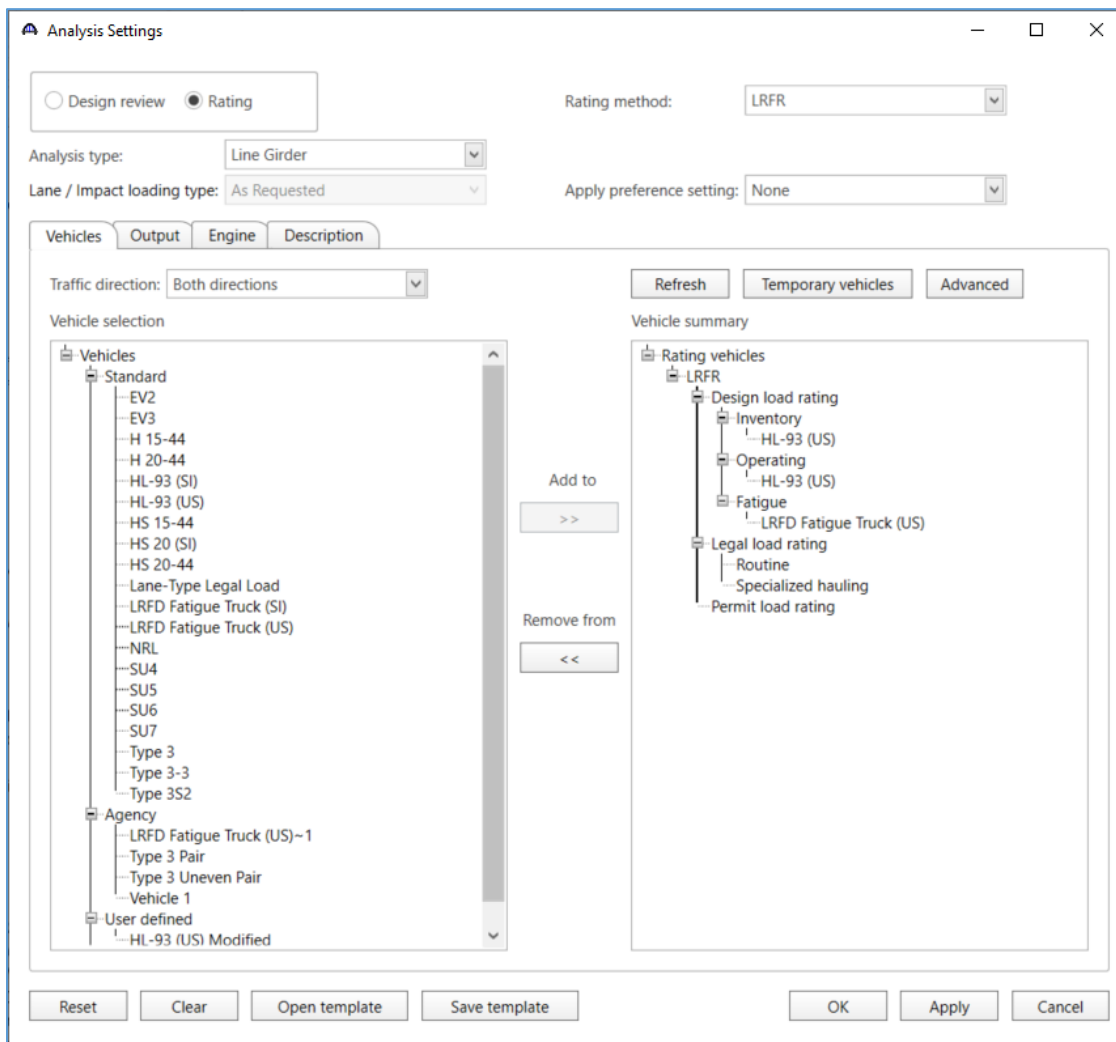 Analysis Settings
Design review Rating Rating method: LRFR
Analysis type: Line Girder
Lane / Impact loading type: As Requested Apply preference setting: None
Vehicles Output Engine Description
Traffic direction: Both directions Refresh Temporary vehicles Advanced
Vehicle selection
Vehicles
Standard
EV2
EV3
H 15-44
H 20-44
HL-93 (SI)
HL-93 (US)
HS 15-44
HS 20 (SI)
HS 20-44
Lane-Type Legal Load
LRFD Fatigue Truck (SI)
LRFD Fatigue Truck (US)
NRL
SU4
SU5
SU6
SU7
Type 3
Type 3-3
Type 3S2
Agency
LRFD Fatigue Truck (US)~1
Type 3 Pair
Type 3 Uneven Pair
Vehicle 1
User defined
HL-93 (US) Modified
Add to
>>
Remove from
<<
Vehicle summary
Rating vehicles
LRFR
Design load rating
Inventory
HL-93 (US)
Operating
HL-93 (US)
Fatigue
LRFD Fatigue Truck (US)
Legal load rating
Routine
Specialized hauling
Permit load rating
Reset Clear Open template Save template OK Apply Cancel